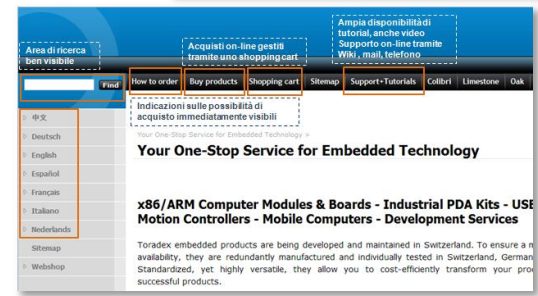 Ampia disponibilità di
tutorial, anche video
Supporto on-line tramite
Wiki, mail, telefono
Area di ricerca
ben visibile
Acquisti on-line gestiti
tramite uno shopping cart
Find
How to order
Buy products
Shopping cart
Sitemap
Support+Tutorials
Colibri
Limestone
Oak
Indicazioni sulle possibilità di
acquisto immediatamente visibili
中文
Deutsch
English
Español
Français
Italiano
Nederlands
Sitemap
Webshop
Your One-Stop Service for Embedded Technology »
Your One-Stop Service for Embedded Technology
x86/ARM Computer Modules & Boards - Industrial PDA Kits - USB
Motion Controllers - Mobile Computers - Development Services
Toradex embedded products are being developed and maintained in Switzerland. To ensure a
availability, they are redundantly manufactured and individually tested in Switzerland,
Standardized, yet highly versatile, they allow you to cost-efficiently transform your
successful products.